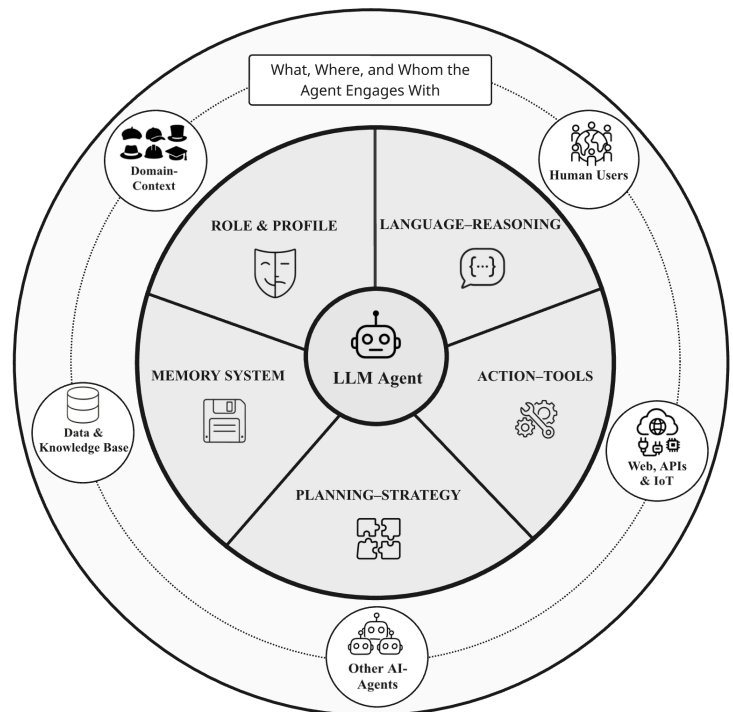 What, Where, and Whom the
Agent Engages With
Domain-
Context
Human Users
ROLE & PROFILE
LANGUAGE–REASONING
{···}
LLM Agent
MEMORY SYSTEM
ACTION–TOOLS
Data &
Knowledge Base
Web, APIs
& IoT
PLANNING–STRATEGY
Other AI-
Agents